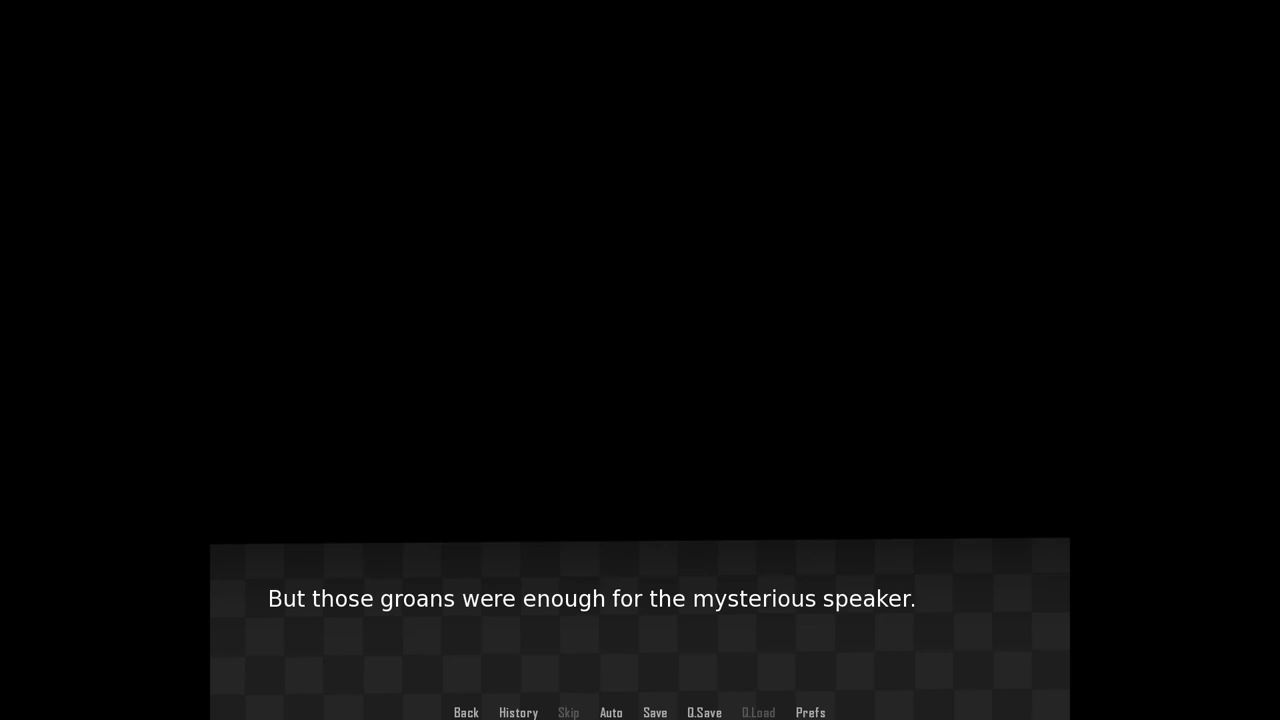 But those groans were enough for the mysterious speaker.
Back History Skip Auto Save Q.Save Q.Load Prefs